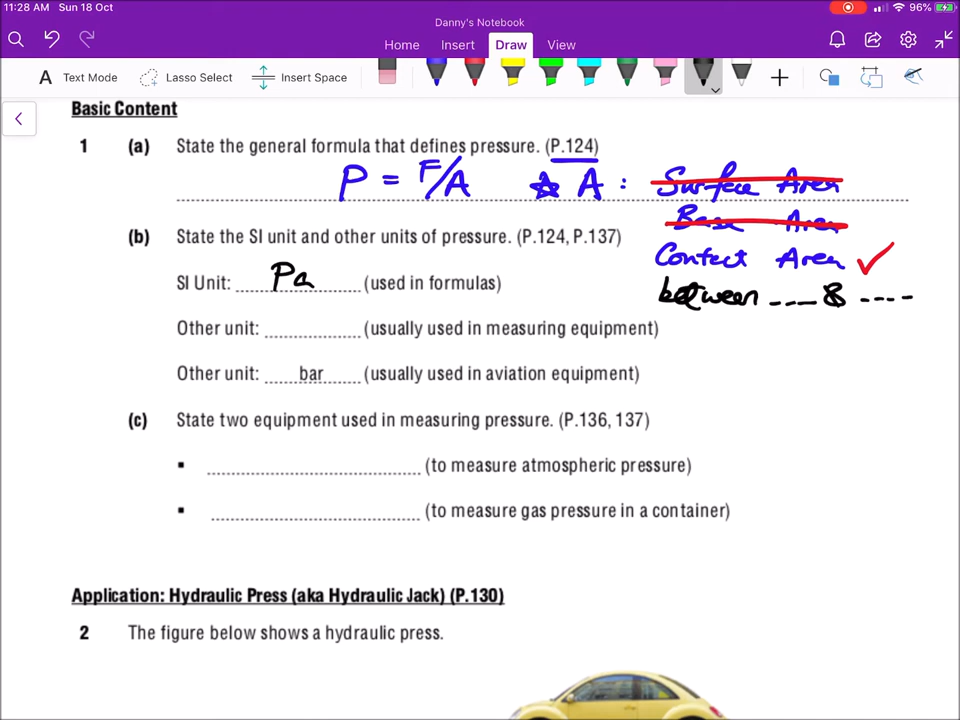 11:28 AM Sun 18 Oct
96%
Danny's Notebook
Home Insert Draw View
A Text Mode Lasso Select Insert Space
Basic Content
1 (a) State the general formula that defines pressure. (P.124)
P = F/A ☆ A : Surface Area
Base Area
(b) State the SI unit and other units of pressure. (P.124, P.137)
Contact Area ✓
SI Unit: Pa (used in formulas)
between ---- & ----
Other unit: (usually used in measuring equipment)
Other unit: bar (usually used in aviation equipment)
(c) State two equipment used in measuring pressure. (P.136, 137)
▪ (to measure atmospheric pressure)
▪ (to measure gas pressure in a container)
Application: Hydraulic Press (aka Hydraulic Jack) (P.130)
2 The figure below shows a hydraulic press.